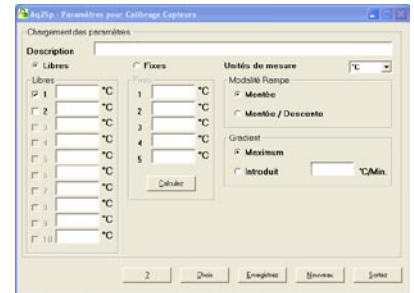 Aq2Sp - Paramètres pour Calibrage Capteurs
Chargement des paramètres
Description
Libres
Fixes
Unités de mesure
°C
Libres
1 °C
2 °C
3 °C
4 °C
5 °C
6 °C
7 °C
8 °C
9 °C
10 °C
Fixes
1 °C
2 °C
3 °C
4 °C
5 °C
Calculez
Modalité Rampe
Montée
Montée / Descente
Gradient
Maximum
Introduit
°C/Min.
2
Choix
Enregistrez
Nouveau
Sortez